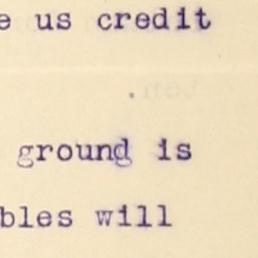 e us credit
ground is
bles will